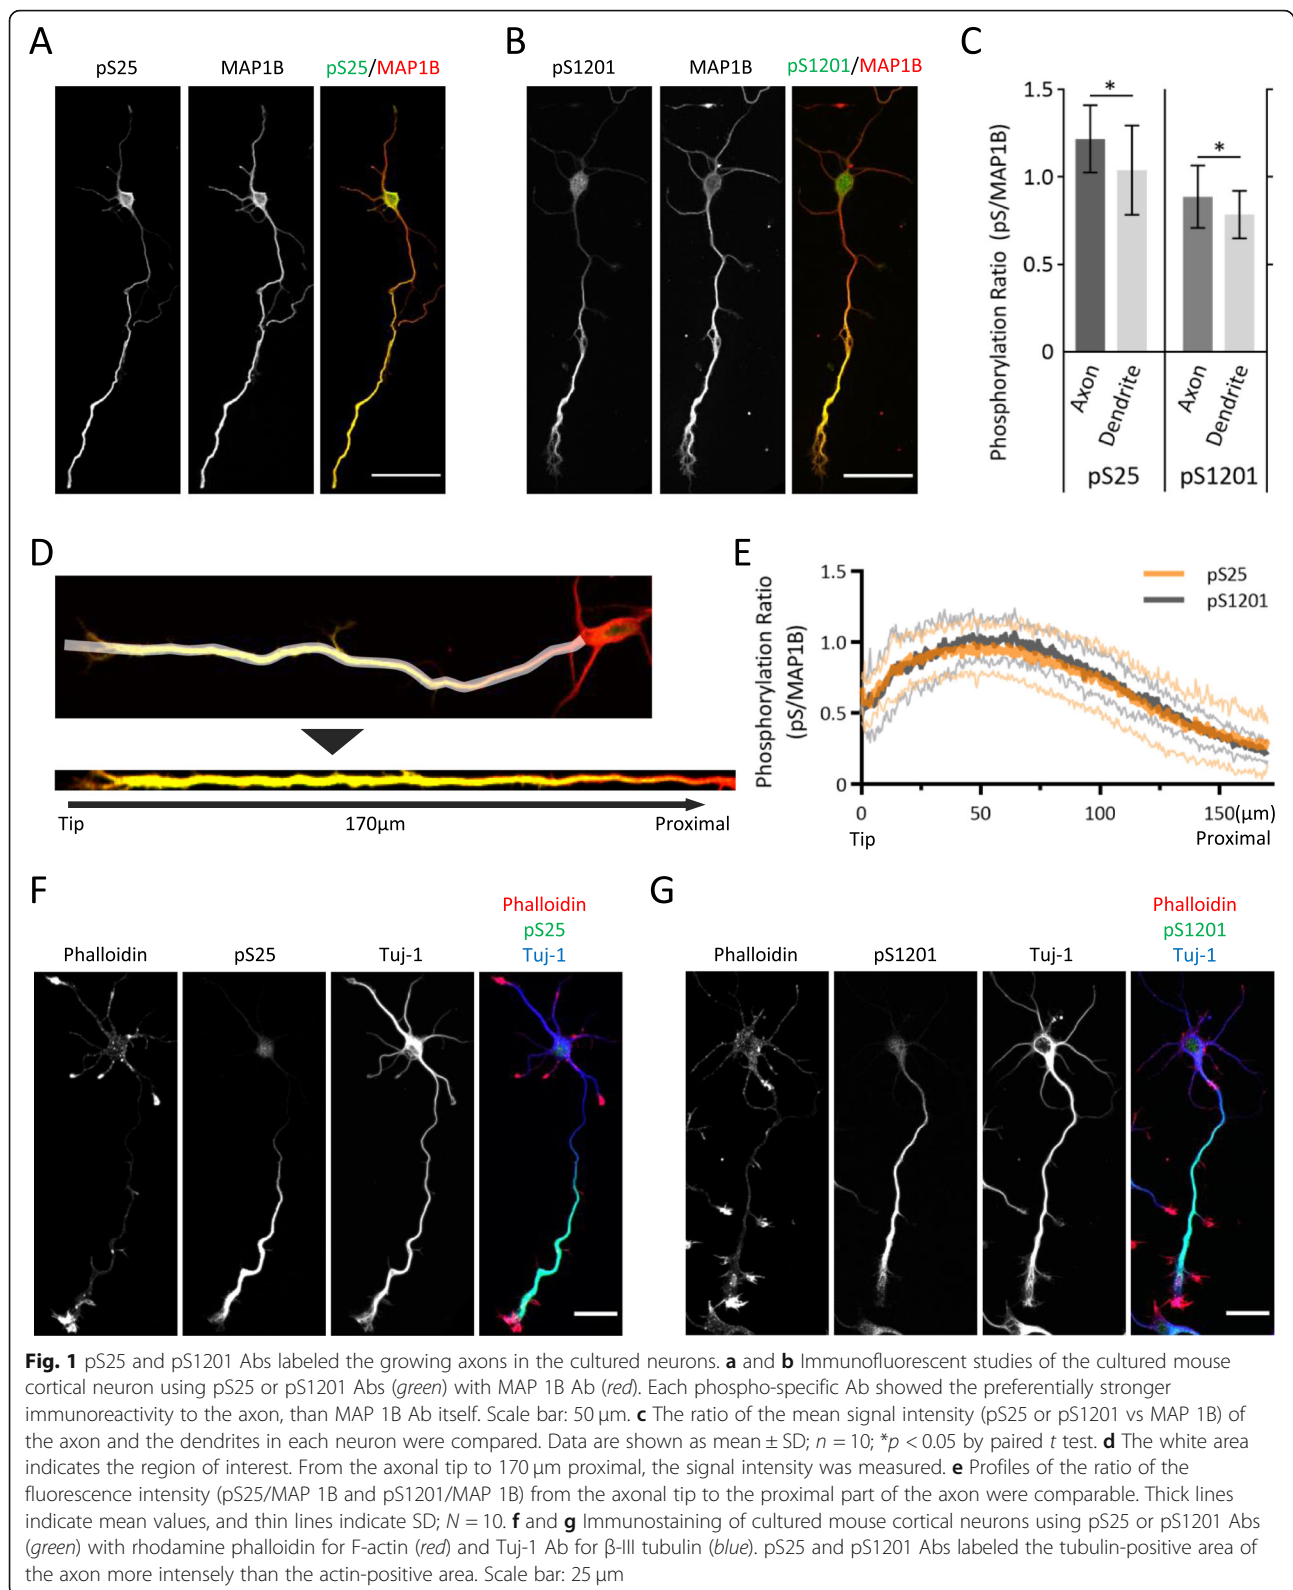 A
pS25
MAP1B
pS25/MAP1B
B
pS1201
MAP1B
pS1201/MAP1B
C
Phosphorylation Ratio (pS/MAP1B)
1.5
1.0
0.5
0
*
*
Axon
Dendrite
Axon
Dendrite
pS25
pS1201
D
Tip
170µm
Proximal
E
Phosphorylation Ratio
(pS/MAP1B)
1.5
1.0
0.5
0
pS25
pS1201
0
50
100
150(µm)
Tip
Proximal
F
Phalloidin
pS25
Tuj-1
Phalloidin
pS25
Tuj-1
G
Phalloidin
pS1201
Tuj-1
Phalloidin
pS1201
Tuj-1
Fig. 1 pS25 and pS1201 Abs labeled the growing axons in the cultured neurons. a and b Immunofluorescent studies of the cultured mouse
cortical neuron using pS25 or pS1201 Abs (green) with MAP 1B Ab (red). Each phospho-specific Ab showed the preferentially stronger
immunoreactivity to the axon, than MAP 1B Ab itself. Scale bar: 50 µm. c The ratio of the mean signal intensity (pS25 or pS1201 vs MAP 1B) of
the axon and the dendrites in each neuron were compared. Data are shown as mean ± SD; n = 10; *p < 0.05 by paired t test. d The white area
indicates the region of interest. From the axonal tip to 170 µm proximal, the signal intensity was measured. e Profiles of the ratio of the
fluorescence intensity (pS25/MAP 1B and pS1201/MAP 1B) from the axonal tip to the proximal part of the axon were comparable. Thick lines
indicate mean values, and thin lines indicate SD; N = 10. f and g Immunostaining of cultured mouse cortical neurons using pS25 or pS1201 Abs
(green) with rhodamine phalloidin for F-actin (red) and Tuj-1 Ab for β-III tubulin (blue). pS25 and pS1201 Abs labeled the tubulin-positive area of
the axon more intensely than the actin-positive area. Scale bar: 25 µm